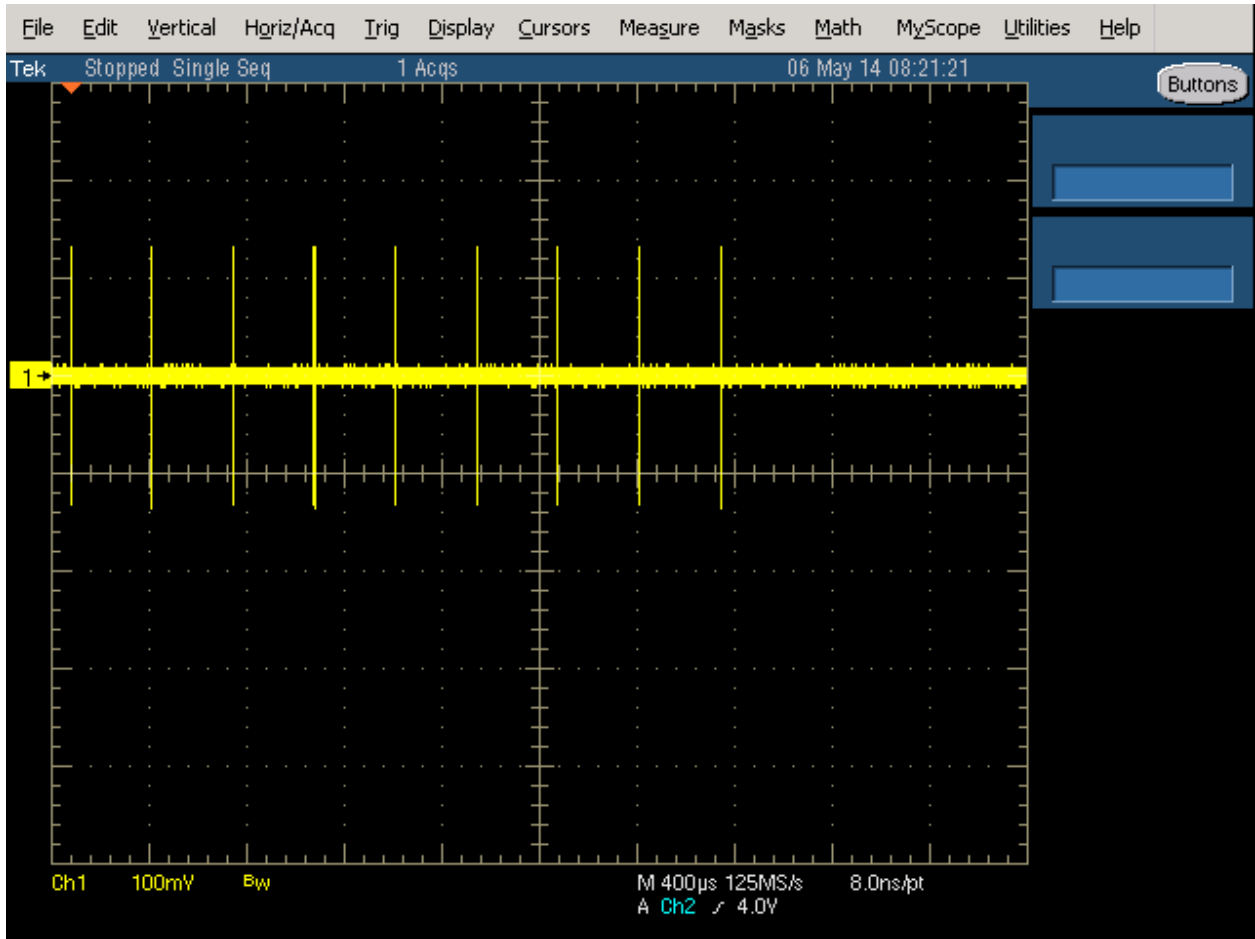 File Edit Vertical Horiz/Acq Trig Display Cursors Measure Masks Math MyScope Utilities Help
Tek Stopped Single Seq 1 Acqs 06 May 14 08:21:21 Buttons
1
Ch1 100mV Bw M 400µs 125MS/s 8.0ns/pt
A Ch2 4.0V